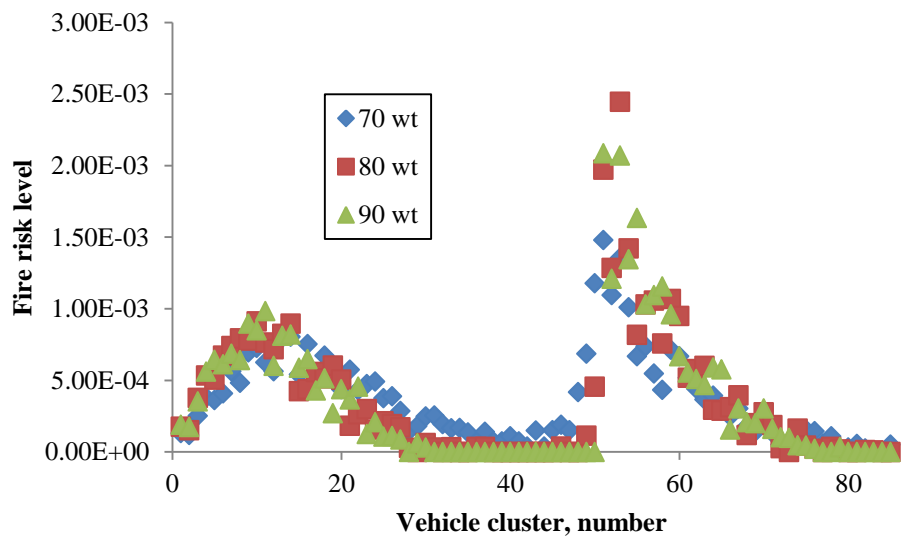 3.00E-03
2.50E-03
2.00E-03
1.50E-03
1.00E-03
5.00E-04
0.00E+00
Fire risk level
70 wt
80 wt
90 wt
0 20 40 60 80
Vehicle cluster, number